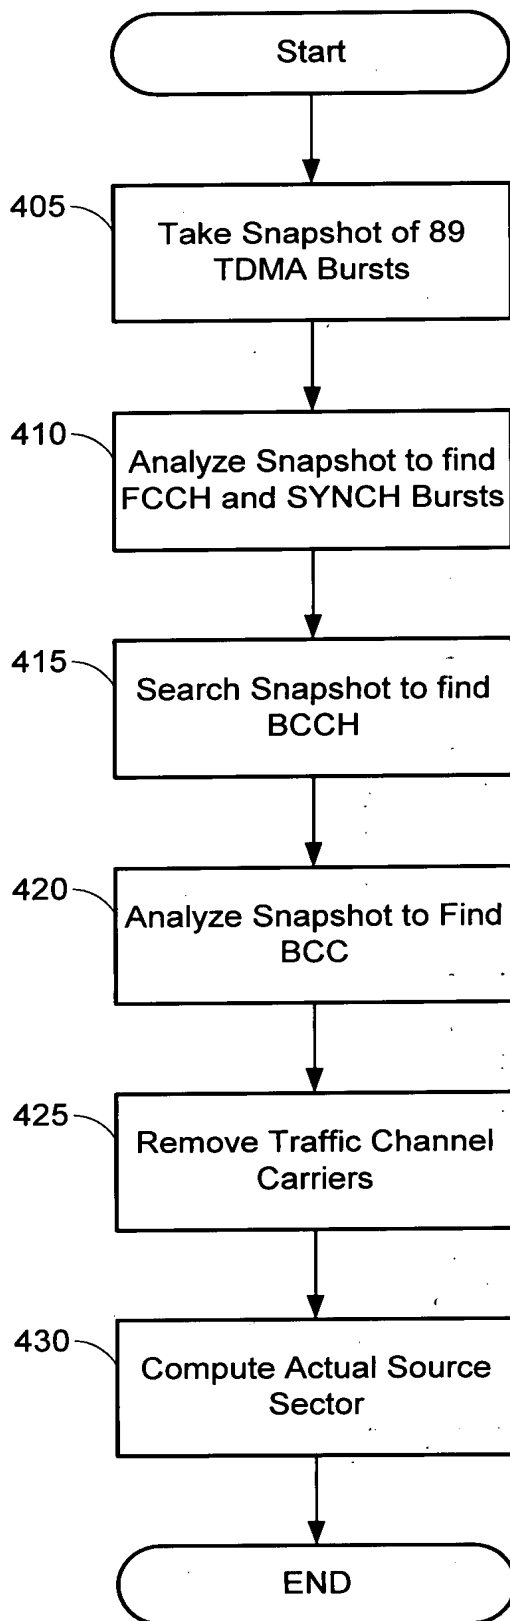 Start
405
Take Snapshot of 89
TDMA Bursts
410
Analyze Snapshot to find
FCCH and SYNCH Bursts
415
Search Snapshot to find
BCCH
420
Analyze Snapshot to Find
BCC
425
Remove Traffic Channel
Carriers
430
Compute Actual Source
Sector
END